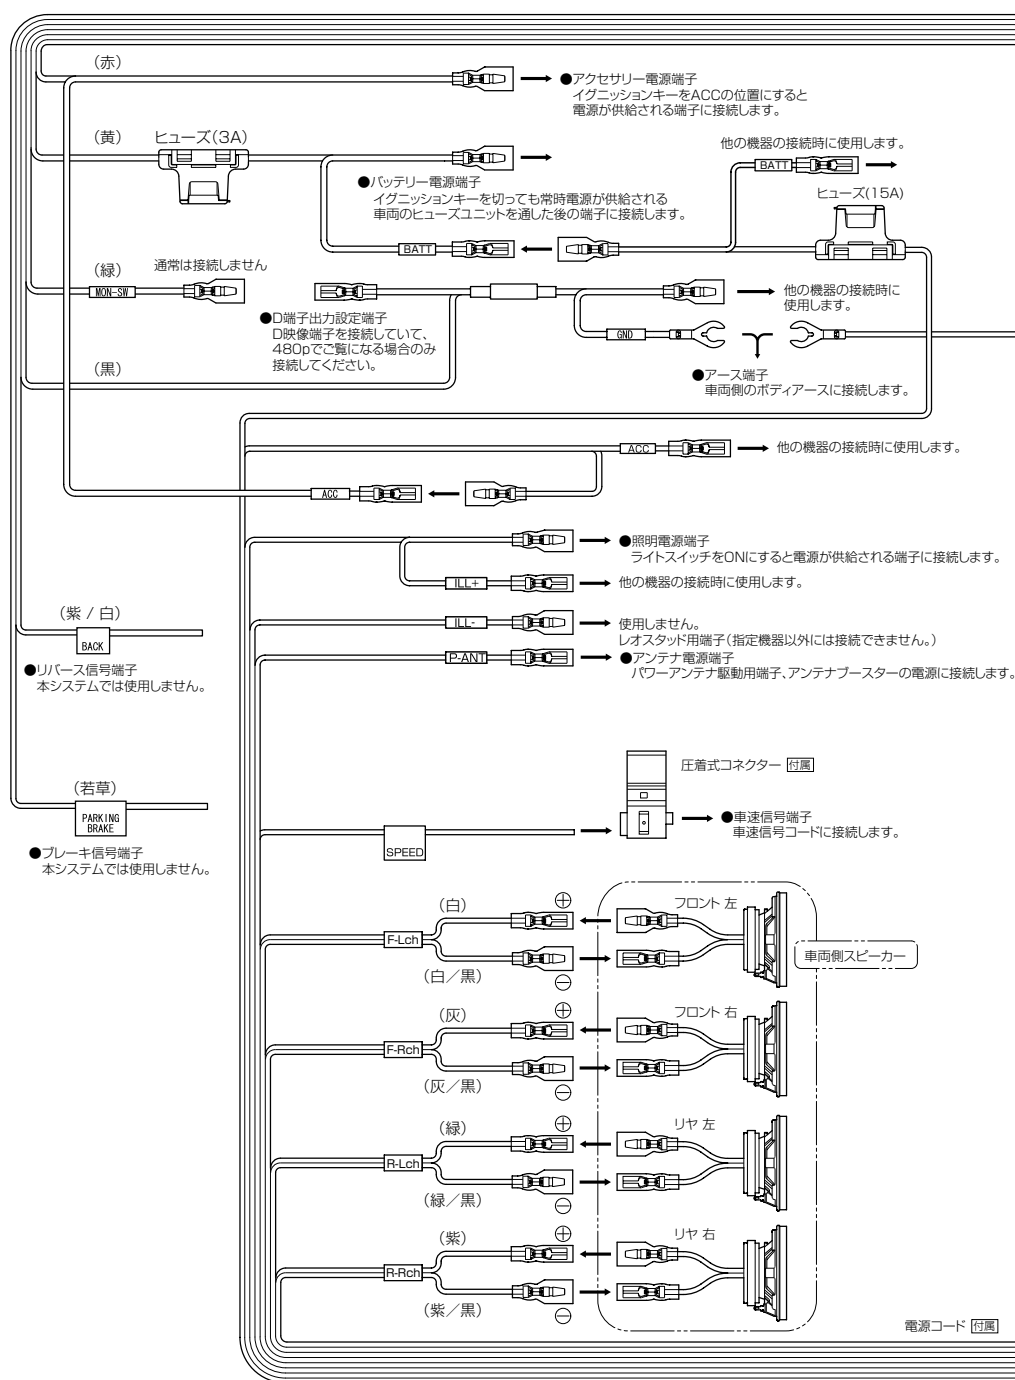 （赤）
●アクセサリー電源端子
イグニッションキーをACCの位置にすると
電源が供給される端子に接続します。
（黄）
ヒューズ(3A)
他の機器の接続時に使用します。
BATT
●バッテリー電源端子
イグニッションキーを切っても常時電源が供給される
車両のヒューズユニットを通した後の端子に接続します。
ヒューズ(15A)
BATT
（緑）
通常は接続しません
MON-SW
他の機器の接続時に
使用します。
●D端子出力設定端子
D映像端子を接続していて、
480pでご覧になる場合のみ
接続してください。
GND
（黒）
●アース端子
車両側のボディアースに接続します。
ACC
他の機器の接続時に使用します。
ACC
●照明電源端子
ライトスイッチをONにすると電源が供給される端子に接続します。
ILL+
他の機器の接続時に使用します。
（紫 / 白）
BACK
ILL-
使用しません。
レオスタッド用端子（指定機器以外には接続できません。）
P-ANT
●アンテナ電源端子
パワーアンテナ駆動用端子、アンテナブースターの電源に接続します。
●リバース信号端子
本システムでは使用しません。
圧着式コネクター 付属
（若草）
PARKING
BRAKE
●車速信号端子
車速信号コードに接続します。
SPEED
●ブレーキ信号端子
本システムでは使用しません。
（白）
⊕
フロント 左
F-Lch
車両側スピーカー
（白／黒）
⊖
（灰）
⊕
フロント 右
F-Rch
（灰／黒）
⊖
（緑）
⊕
リヤ 左
R-Lch
（緑／黒）
⊖
（紫）
⊕
リヤ 右
R-Rch
（紫／黒）
⊖
電源コード 付属